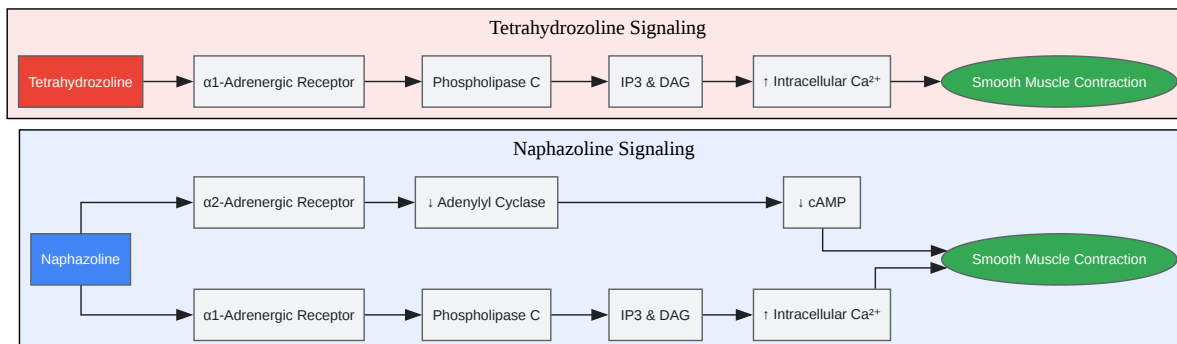 Tetrahydrozoline Signaling
Tetrahydrozoline
α1-Adrenergic Receptor
Phospholipase C
IP3 & DAG
↑ Intracellular Ca²⁺
Smooth Muscle Contraction
Naphazoline Signaling
Naphazoline
α2-Adrenergic Receptor
↓ Adenylyl Cyclase
↓ cAMP
α1-Adrenergic Receptor
Phospholipase C
IP3 & DAG
↑ Intracellular Ca²⁺
Smooth Muscle Contraction